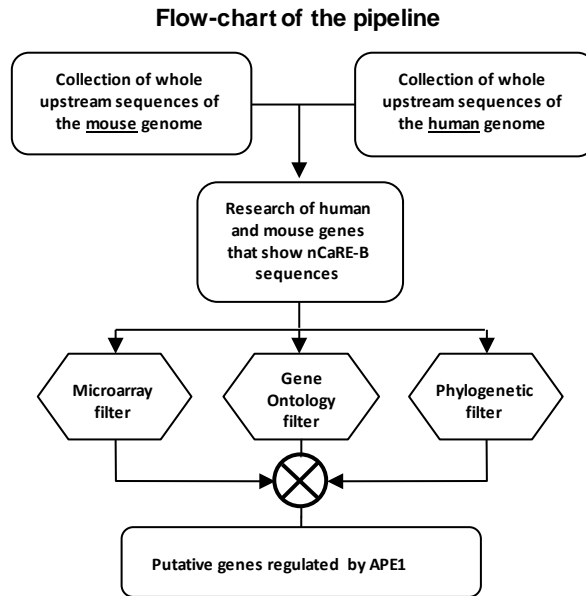 Flow-chart of the pipeline
Collection of whole
upstream sequences of
the mouse genome
Collection of whole
upstream sequences of
the human genome
Research of human
and mouse genes
that show nCaRE-B
sequences
Microarray
filter
Gene
Ontology
filter
Phylogenetic
filter
Putative genes regulated by APE1